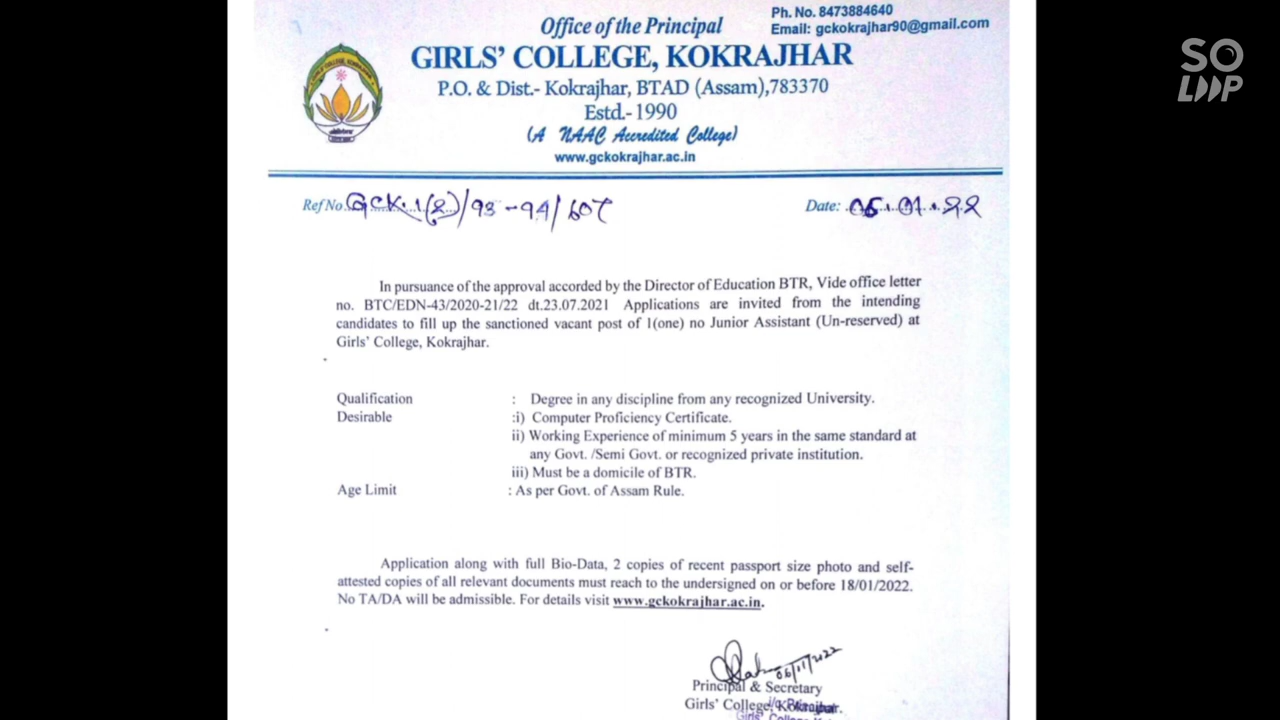 Office of the Principal
Ph. No. 8473884640
Email: gckokrajhar90@gmail.com
GIRLS' COLLEGE, KOKRAJHAR
P.O. & Dist.- Kokrajhar, BTAD (Assam),783370
Estd.- 1990
(A NAAC Accredited College)
www.gckokrajhar.ac.in
SO
LOOP
Ref No. GCK.1(2)/93-94/607
Date: 06.01.22
In pursuance of the approval accorded by the Director of Education BTR, Vide office letter
no. BTC/EDN-43/2020-21/22 dt.23.07.2021 Applications are invited from the intending
candidates to fill up the sanctioned vacant post of 1(one) no Junior Assistant (Un-reserved) at
Girls' College, Kokrajhar.
Qualification : Degree in any discipline from any recognized University.
Desirable :i) Computer Proficiency Certificate.
ii) Working Experience of minimum 5 years in the same standard at
any Govt. /Semi Govt. or recognized private institution.
iii) Must be a domicile of BTR.
Age Limit : As per Govt. of Assam Rule.
Application along with full Bio-Data, 2 copies of recent passport size photo and self-
attested copies of all relevant documents must reach to the undersigned on or before 18/01/2022.
No TA/DA will be admissible. For details visit www.gckokrajhar.ac.in.
Principal & Secretary
Girls' College, Kokrajhar.